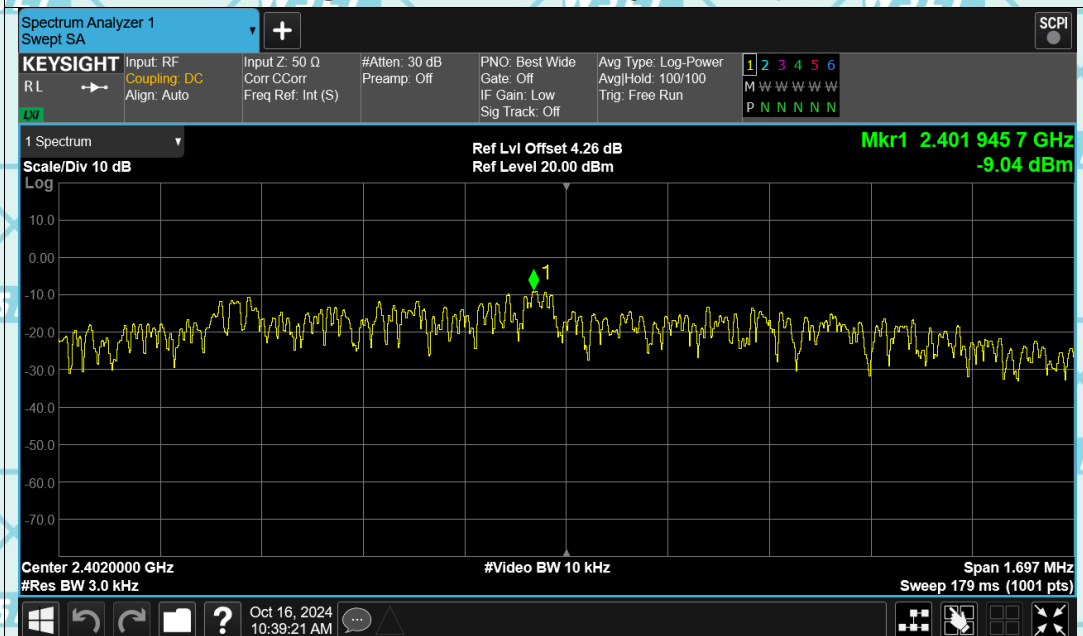 Spectrum Analyzer 1
Swept SA
+
SCPI
KEYSIGHT
RL
LXI
Input: RF
Coupling: DC
Align: Auto
Input Z: 50 Ω
Corr CCorr
Freq Ref: Int (S)
#Atten: 30 dB
Preamp: Off
PNO: Best Wide
Gate: Off
IF Gain: Low
Sig Track: Off
Avg Type: Log-Power
Avg|Hold: 100/100
Trig: Free Run
1 2 3 4 5 6
M W W W W W
P N N N N N
1 Spectrum
Scale/Div 10 dB
Ref Lvl Offset 4.26 dB
Ref Level 20.00 dBm
Mkr1 2.401 945 7 GHz
-9.04 dBm
Log
10.0
0.00
-10.0
-20.0
-30.0
-40.0
-50.0
-60.0
-70.0
1
Center 2.4020000 GHz
#Video BW 10 kHz
Span 1.697 MHz
#Res BW 3.0 kHz
Sweep 179 ms (1001 pts)
?
Oct 16, 2024
10:39:21 AM